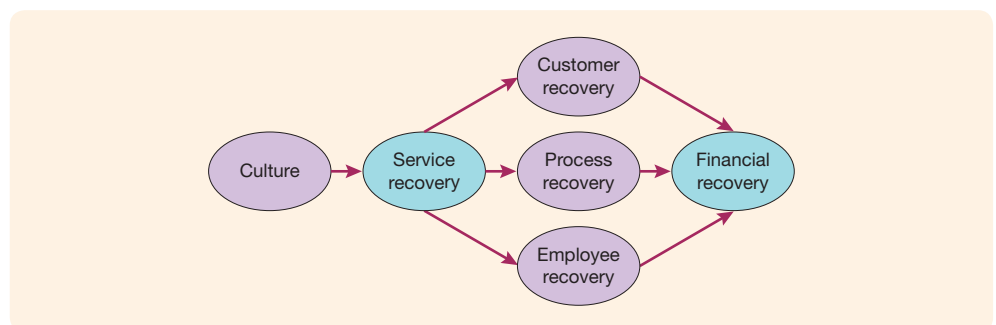 Customer
recovery
Culture
Service
recovery
Process
recovery
Financial
recovery
Employee
recovery